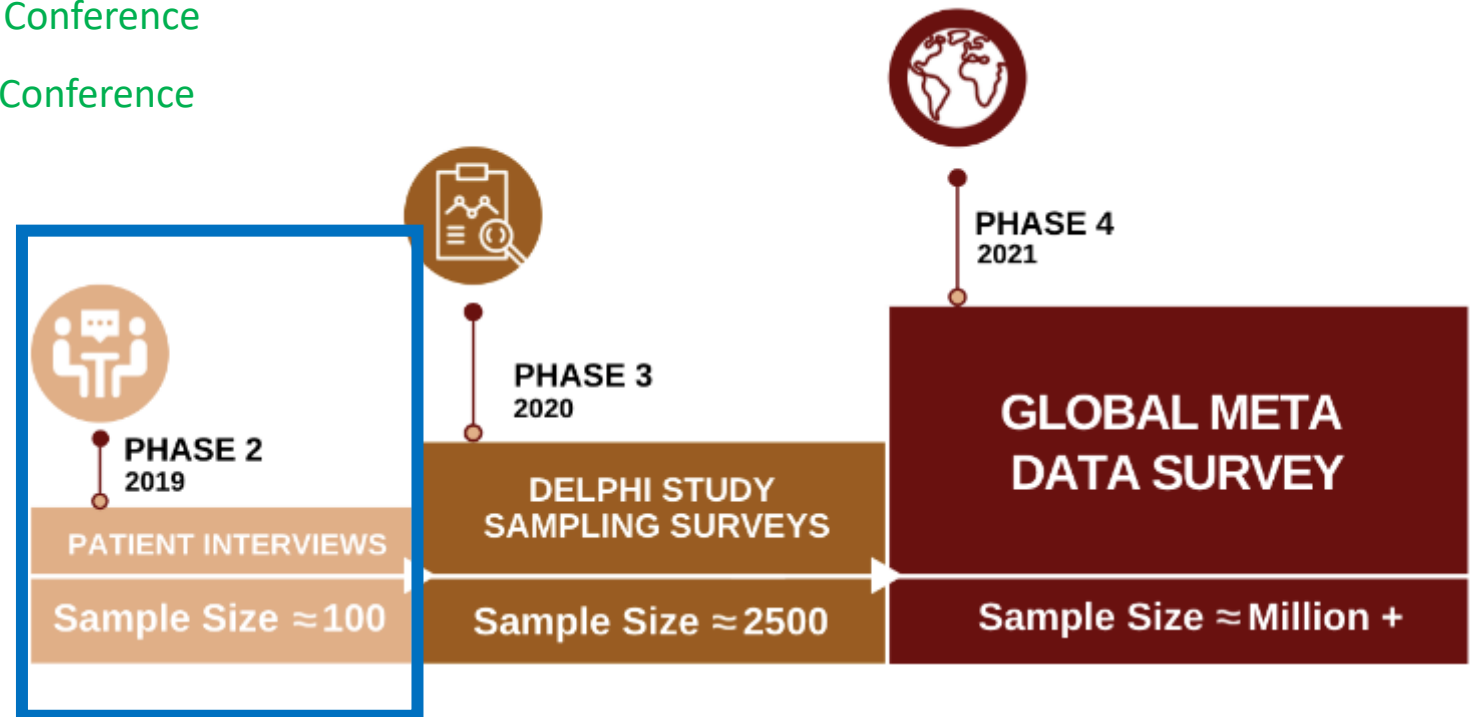 Conference
Conference
PHASE 2
2019
PATIENT INTERVIEWS
Sample Size ≈ 100
PHASE 3
2020
DELPHI STUDY
SAMPLING SURVEYS
Sample Size ≈ 2500
PHASE 4
2021
GLOBAL META
DATA SURVEY
Sample Size ≈ Million +